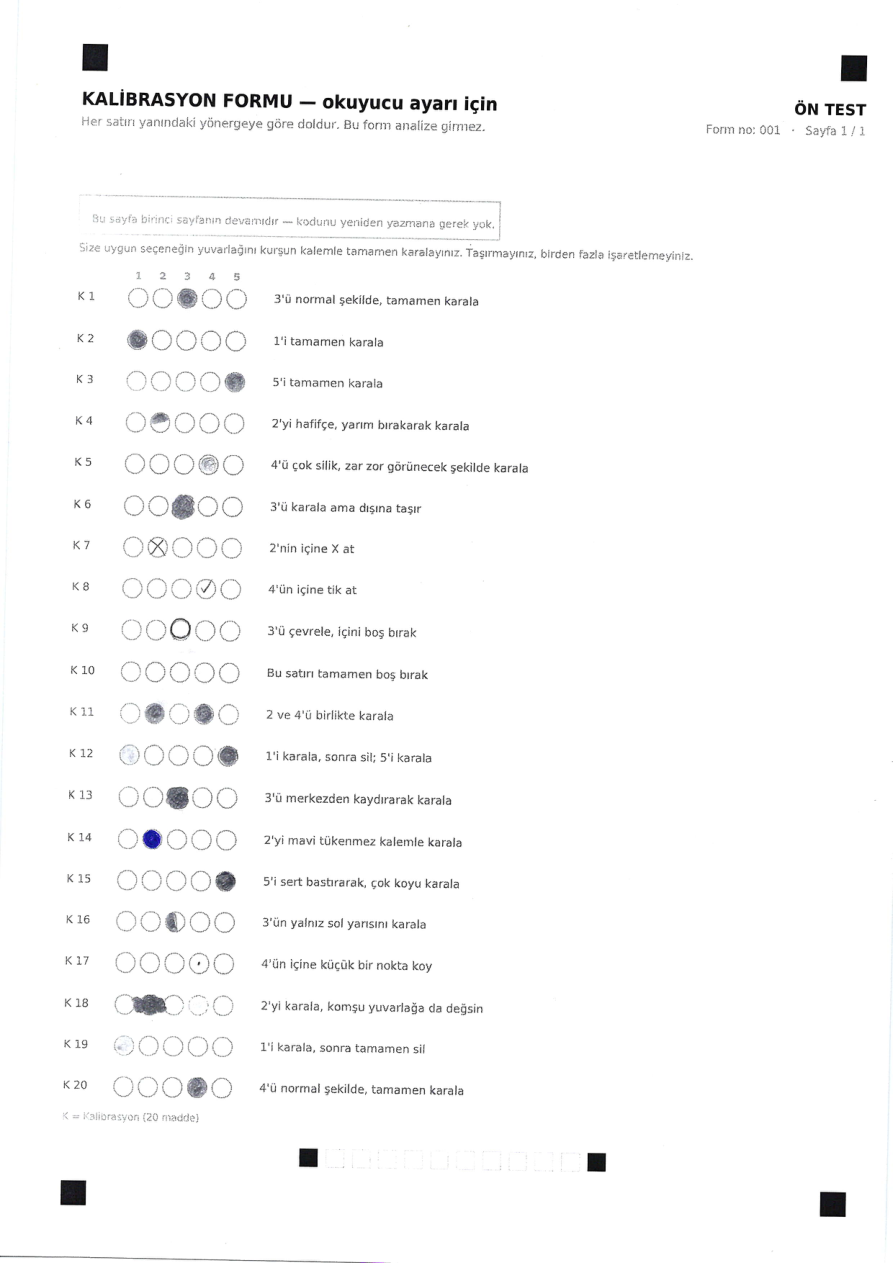 KALİBRASYON FORMU — okuyucu ayarı için
ÖN TEST
Her satırı yanındaki yönergeye göre doldur. Bu form analize girmez.
Form no: 001 · Sayfa 1 / 1
Bu sayfa birinci sayfanın devamıdır — kodunu yeniden yazmana gerek yok.
Size uygun seçeneğin yuvarlağını kurşun kalemle tamamen karalayınız. Taşırmayınız, birden fazla işaretlemeyiniz.
1 2 3 4 5
K 1 3'ü normal şekilde, tamamen karala
K 2 1'i tamamen karala
K 3 5'i tamamen karala
K 4 2'yi hafifçe, yarım bırakarak karala
K 5 4'ü çok silik, zar zor görünecek şekilde karala
K 6 3'ü karala ama dışına taşır
K 7 2'nin içine X at
K 8 4'ün içine tik at
K 9 3'ü çevrele, içini boş bırak
K 10 Bu satırı tamamen boş bırak
K 11 2 ve 4'ü birlikte karala
K 12 1'i karala, sonra sil; 5'i karala
K 13 3'ü merkezden kaydırarak karala
K 14 2'yi mavi tükenmez kalemle karala
K 15 5'i sert bastırarak, çok koyu karala
K 16 3'ün yalnız sol yarısını karala
K 17 4'ün içine küçük bir nokta koy
K 18 2'yi karala, komşu yuvarlağa da değsin
K 19 1'i karala, sonra tamamen sil
K 20 4'ü normal şekilde, tamamen karala
K = Kalibrasyon (20 madde)